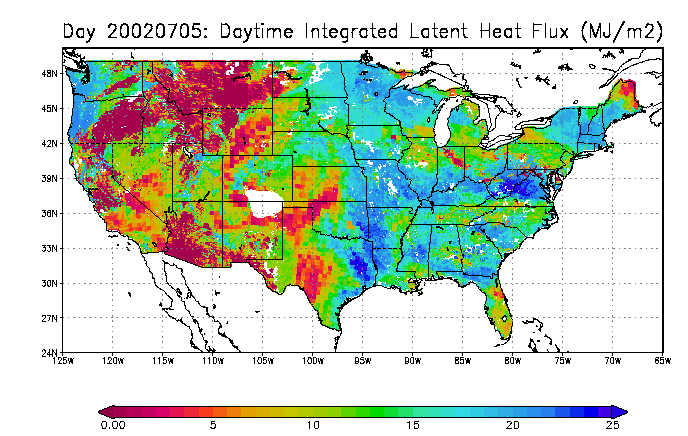 Day 20020705: Daytime Integrated Latent Heat Flux (MJ/m2)
48N
45N
42N
39N
36N
33N
30N
27N
24N
125W 120W 115W 110W 105W 100W 95W 90W 85W 80W 75W 70W 65W
0.00 5 10 15 20 25